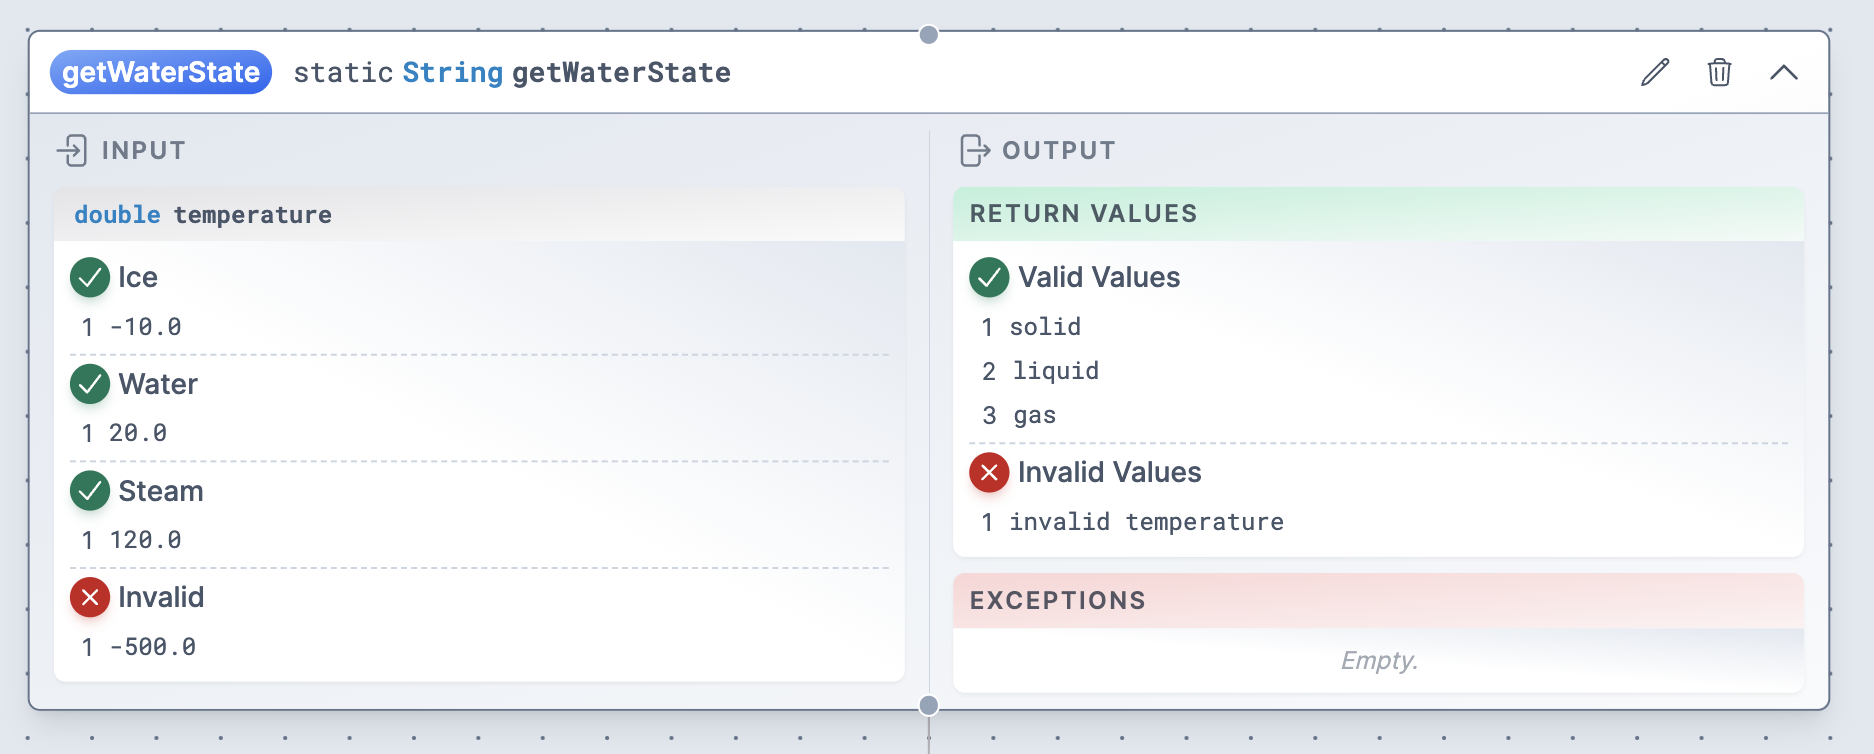 getWaterState static String getWaterState
INPUT
double temperature
Ice
1 -10.0
Water
1 20.0
Steam
1 120.0
Invalid
1 -500.0
OUTPUT
RETURN VALUES
Valid Values
1 solid
2 liquid
3 gas
Invalid Values
1 invalid temperature
EXCEPTIONS
Empty.